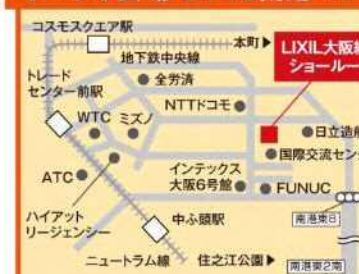 コスモスクエア駅
本町▶
地下鉄中央線
LIXIL大阪
ショールー
トレード
センター前駅
全労済
NTTドコモ
WTC
ミズノ
日立造
国際交流セン
ATC
インテックス
大阪6号館
FUNUC
ハイアット
リージェンシー
中ふ頭駅
南港東8
ニュートラム線
住之江公園▶
南港東2南